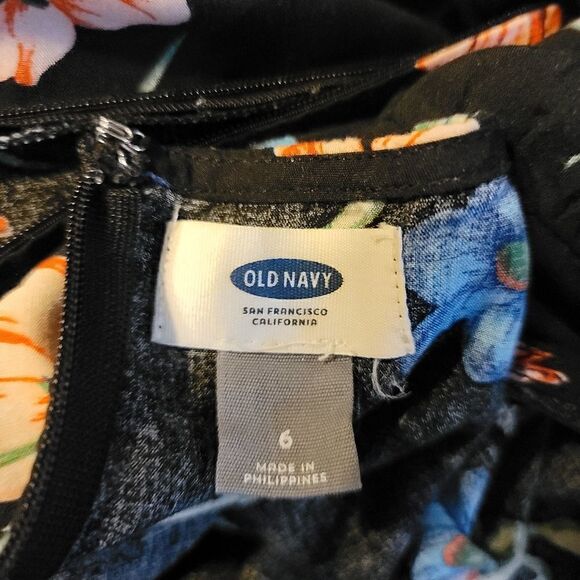 OLD NAVY
SAN FRANCISCO
CALIFORNIA
6
MADE IN
PHILIPPINES